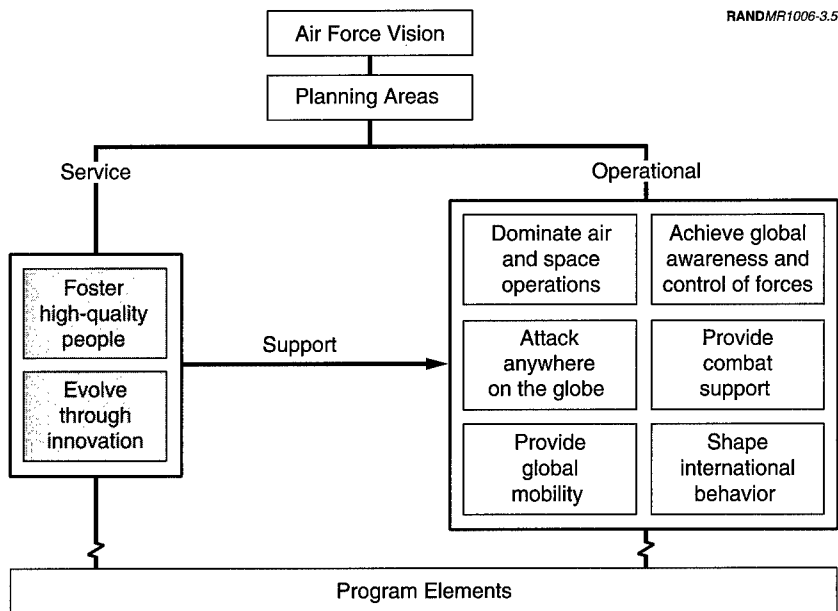 RANDMR1006-3.5
Air Force Vision
Planning Areas
Service
Operational
Foster
high-quality
people
Evolve
through
innovation
Support
Dominate air
and space
operations
Achieve global
awareness and
control of forces
Attack
anywhere
on the globe
Provide
combat
support
Provide
global
mobility
Shape
international
behavior
Program Elements